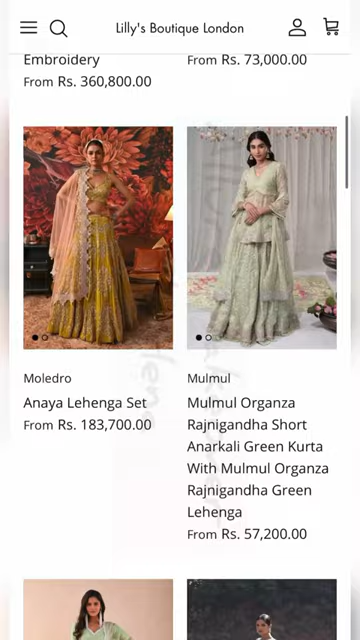 Lilly's Boutique London
Embroidery
From Rs. 360,800.00
From Rs. 73,000.00
Moledro
Anaya Lehenga Set
From Rs. 183,700.00
Mulmul
Mulmul Organza
Rajnigandha Short
Anarkali Green Kurta
With Mulmul Organza
Rajnigandha Green
Lehenga
From Rs. 57,200.00